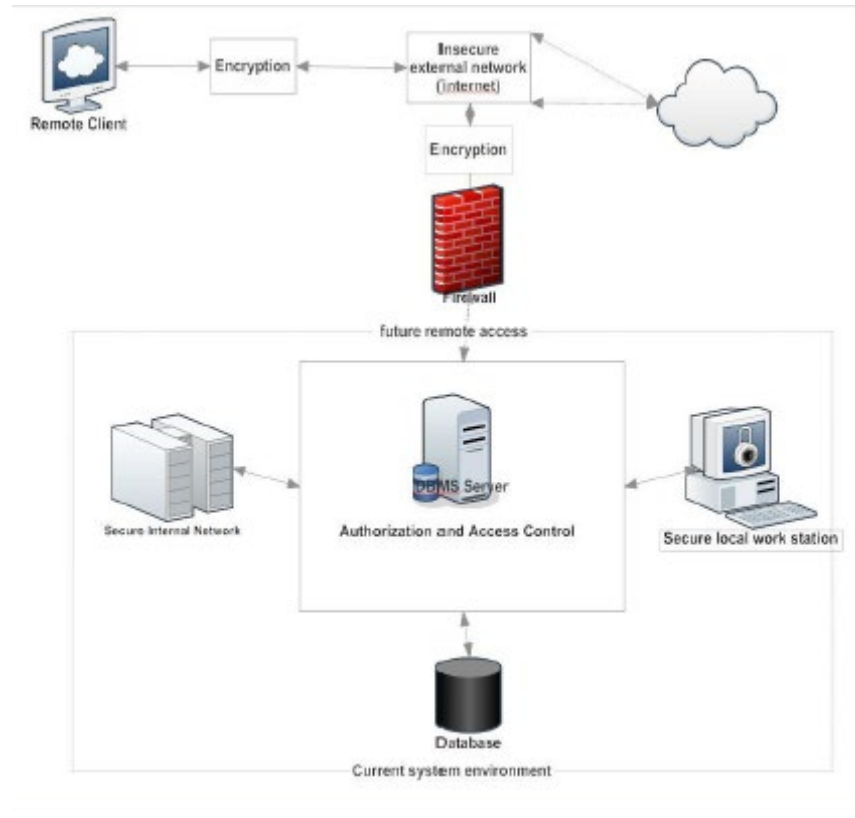 Insecure
external network
(internet)
Encryption
Remote Client
Encryption
Firewall
future remote access
DBMS Server
Secure Internal Network
Authorization and Access Control
Secure local work station
Database
Current system environment